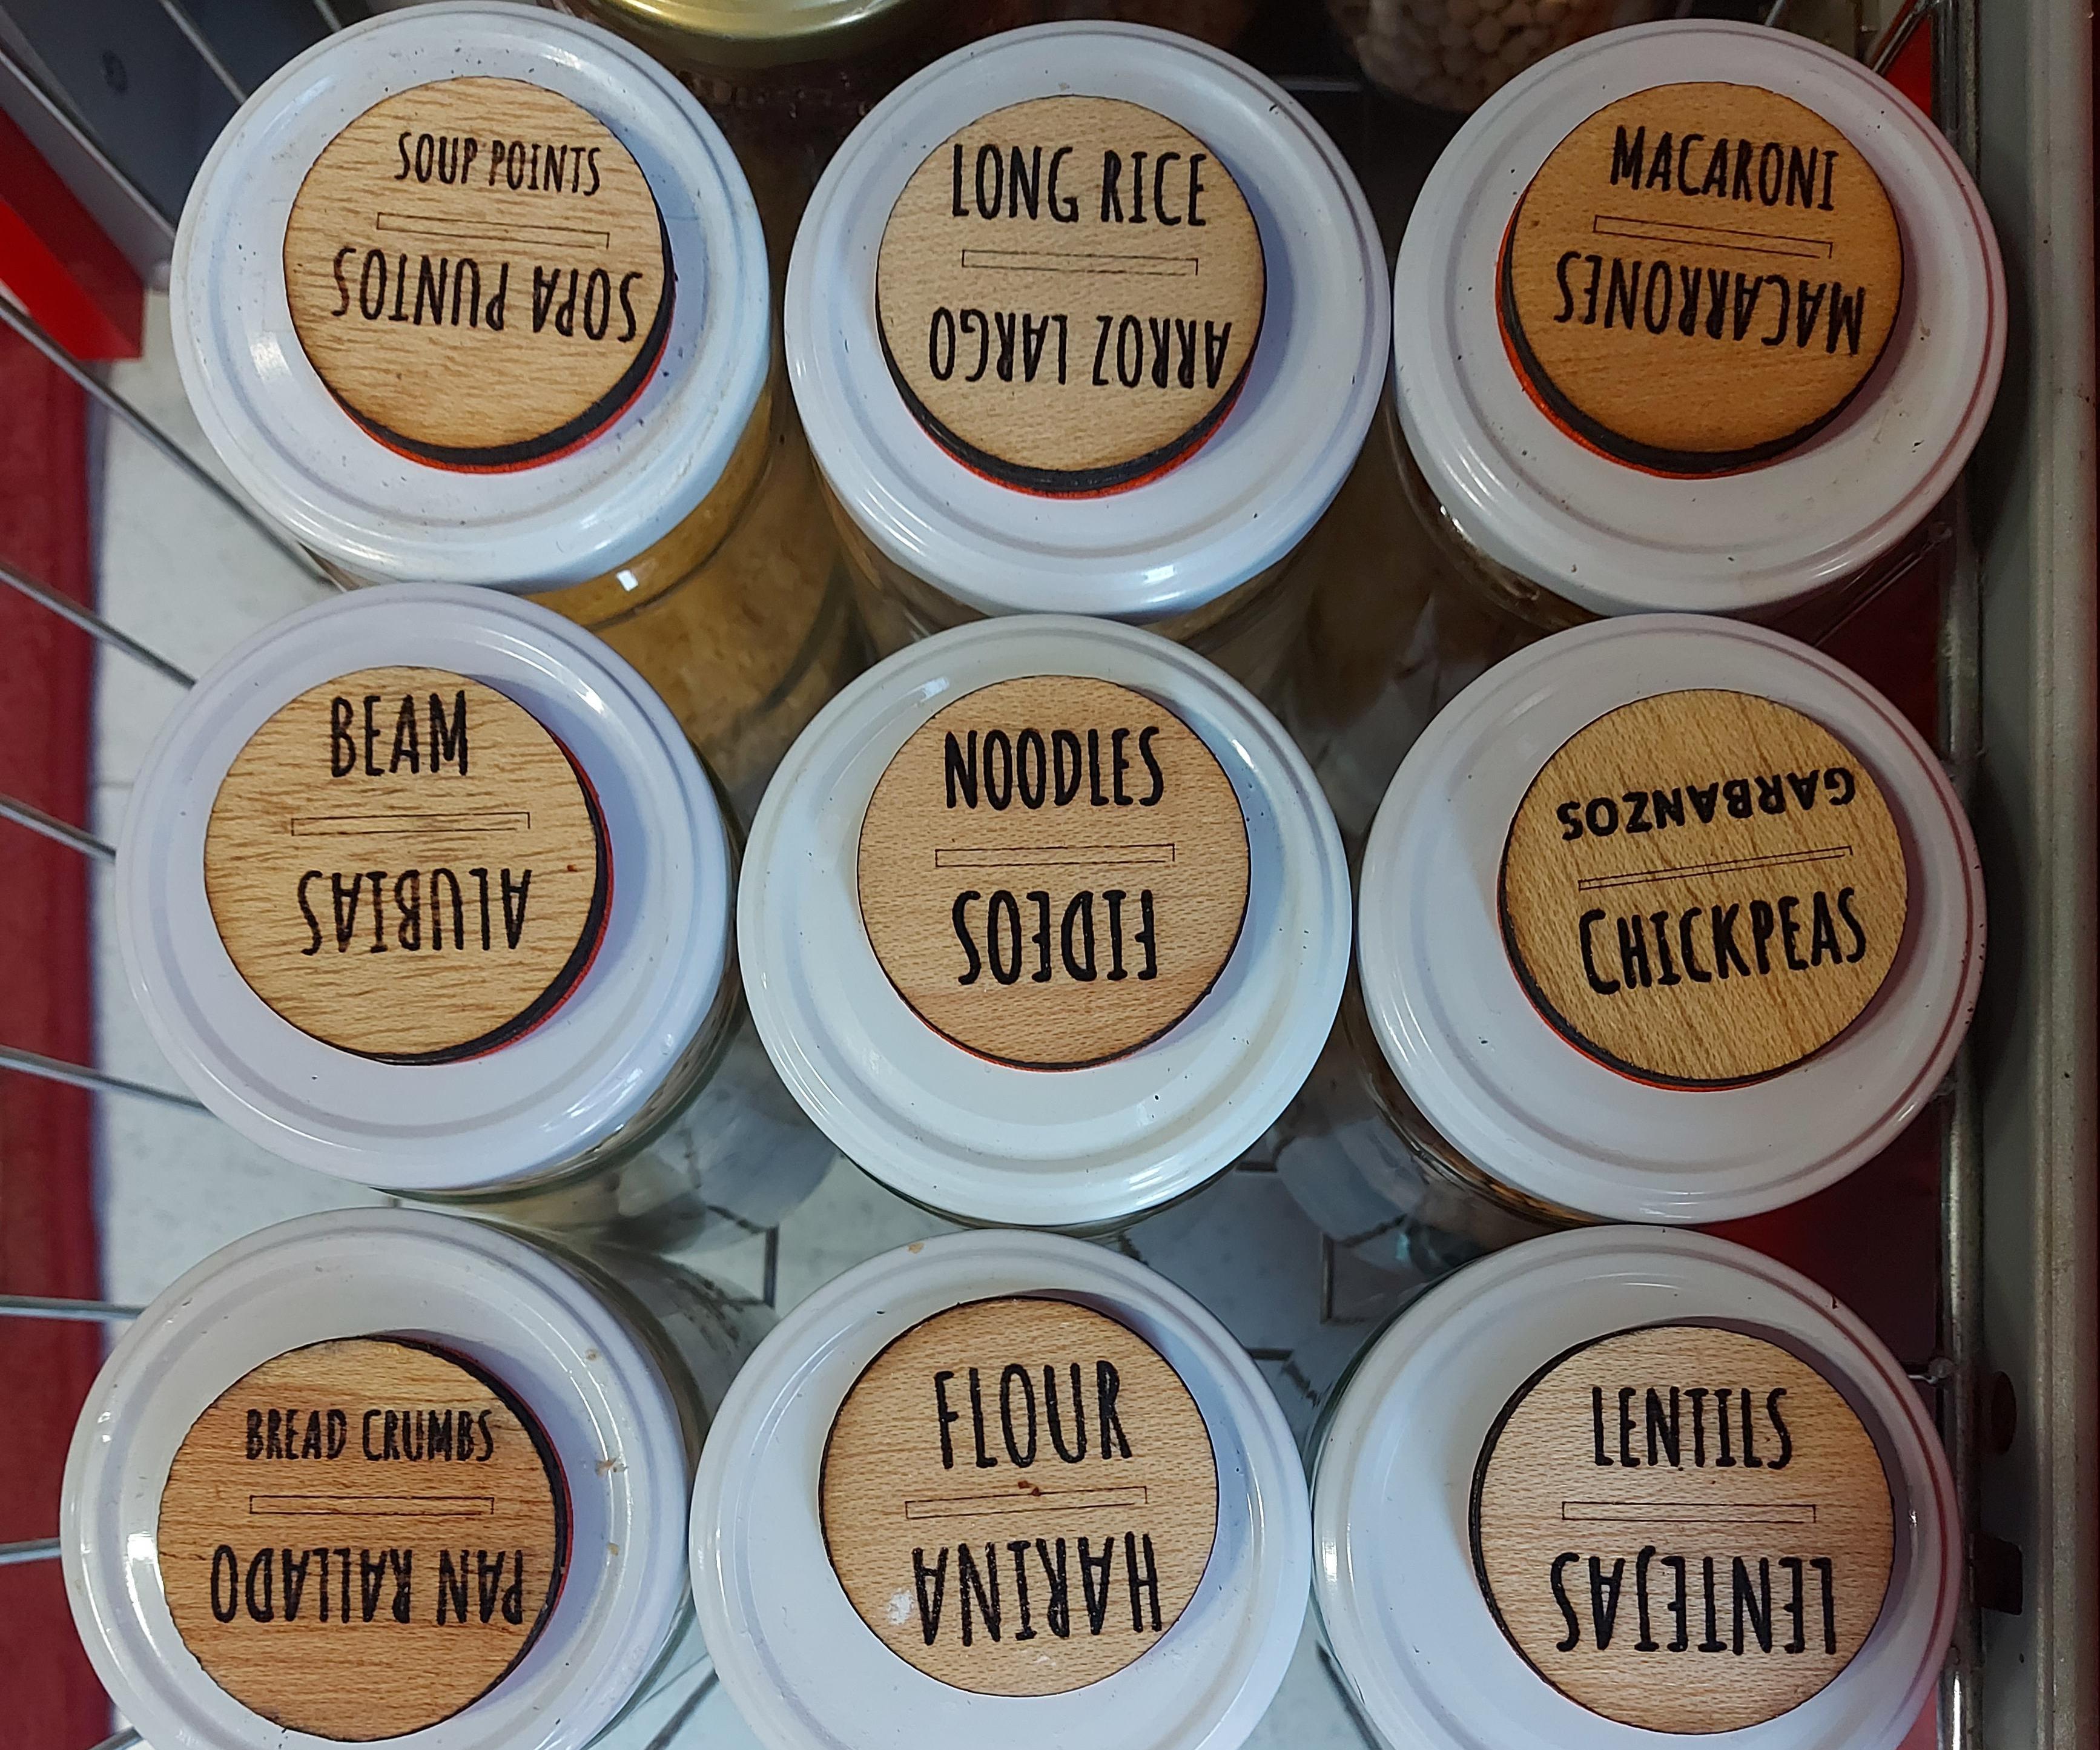 SOUP POINTS
SOPA PUNTOS
LONG RICE
ARROZ LARGO
MACARONI
MACARRONES
BEAM
ALUBIAS
NOODLES
FIDEOS
GARBANZOS
CHICKPEAS
BREAD CRUMBS
PAN RALLADO
FLOUR
HARINA
LENTILS
LENTEJAS